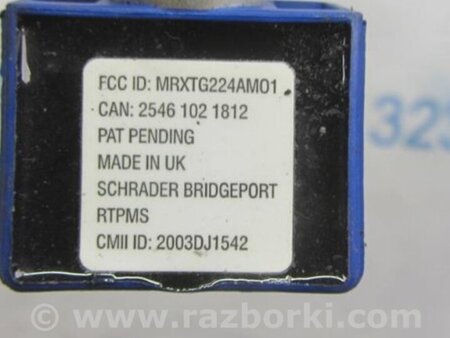 FCC ID: MRXTG224AM01
CAN: 2546 102 1812
PAT PENDING
MADE IN UK
SCHRADER BRIDGEPORT
RTPMS
CMII ID: 2003DJ1542
323
© www.razborki.com